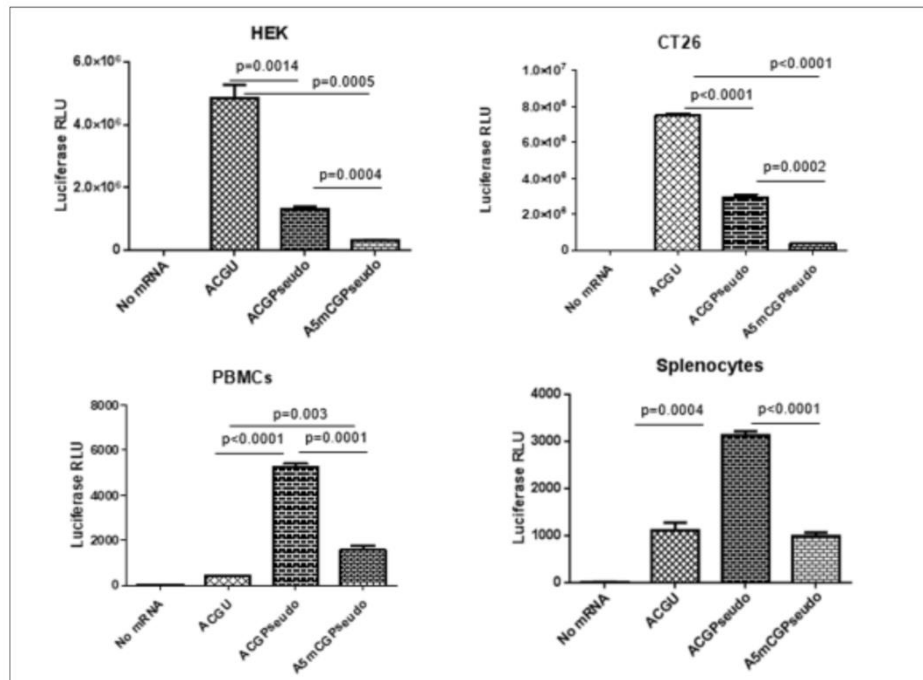 HEK
Luciferase RLU
6.0×10⁶
4.0×10⁶
2.0×10⁶
0
p=0.0014
p=0.0005
p=0.0004
No mRNA
ACGU
ACGPseudo
A5mCGPseudo
CT26
Luciferase RLU
1.0×10⁷
8.0×10⁶
6.0×10⁶
4.0×10⁶
2.0×10⁶
0
p<0.0001
p<0.0001
p=0.0002
No mRNA
ACGU
ACGPseudo
A5mCGPseudo
PBMCs
Luciferase RLU
8000
6000
4000
2000
0
p=0.003
p<0.0001
p=0.0001
No mRNA
ACGU
ACGPseudo
A5mCGPseudo
Splenocytes
Luciferase RLU
4000
3000
2000
1000
0
p=0.0004
p<0.0001
No mRNA
ACGU
ACGPseudo
A5mCGPseudo